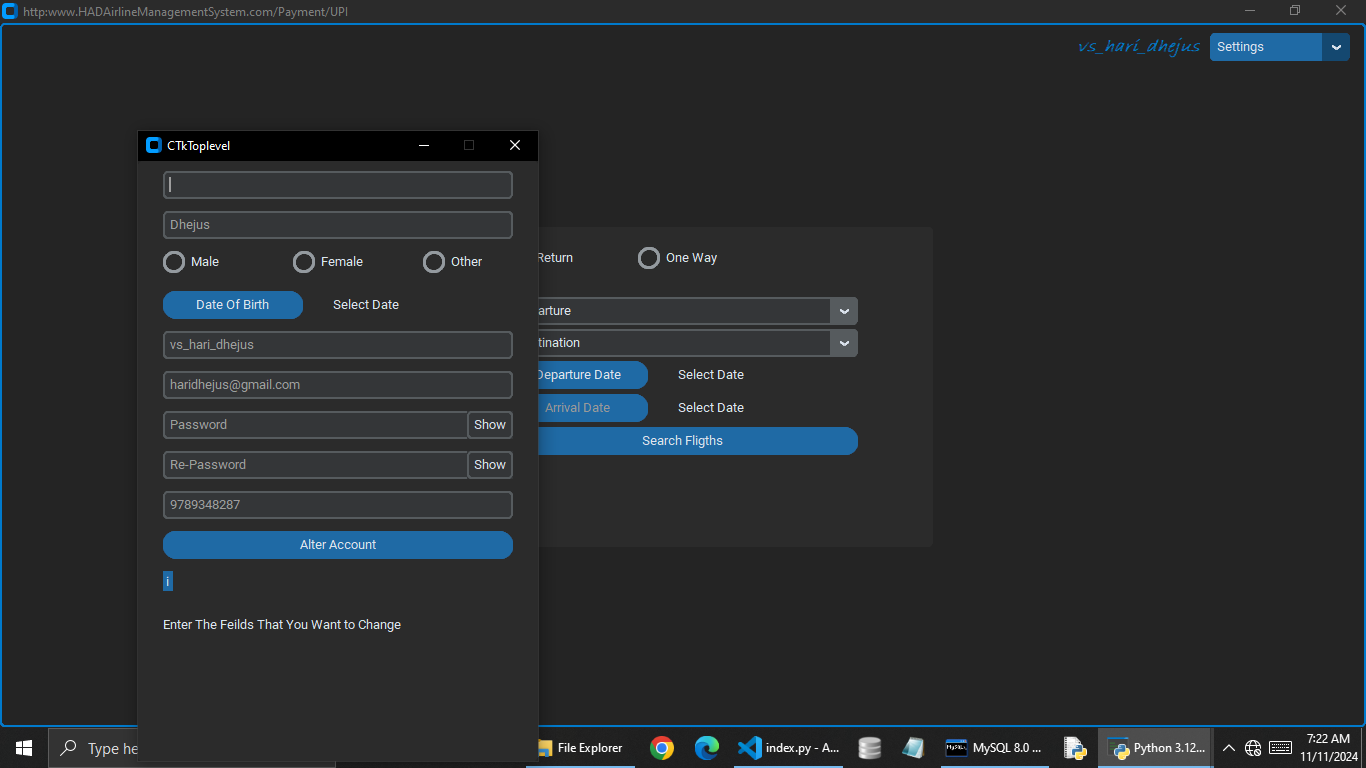 http:www.HADAirlineManagementSystem.com/Payment/UPI
vs_hari_dhejus
Settings
CTkToplevel
Dhejus
Male
Female
Other
Date Of Birth
Select Date
vs_hari_dhejus
haridhejus@gmail.com
Password
Show
Re-Password
Show
9789348287
Alter Account
i
Enter The Feilds That You Want to Change
Return
One Way
arture
tination
Departure Date
Select Date
Arrival Date
Select Date
Search Fligths
Type he
File Explorer
index.py - A...
MySQL 8.0 ...
Python 3.12...
7:22 AM
11/11/2024